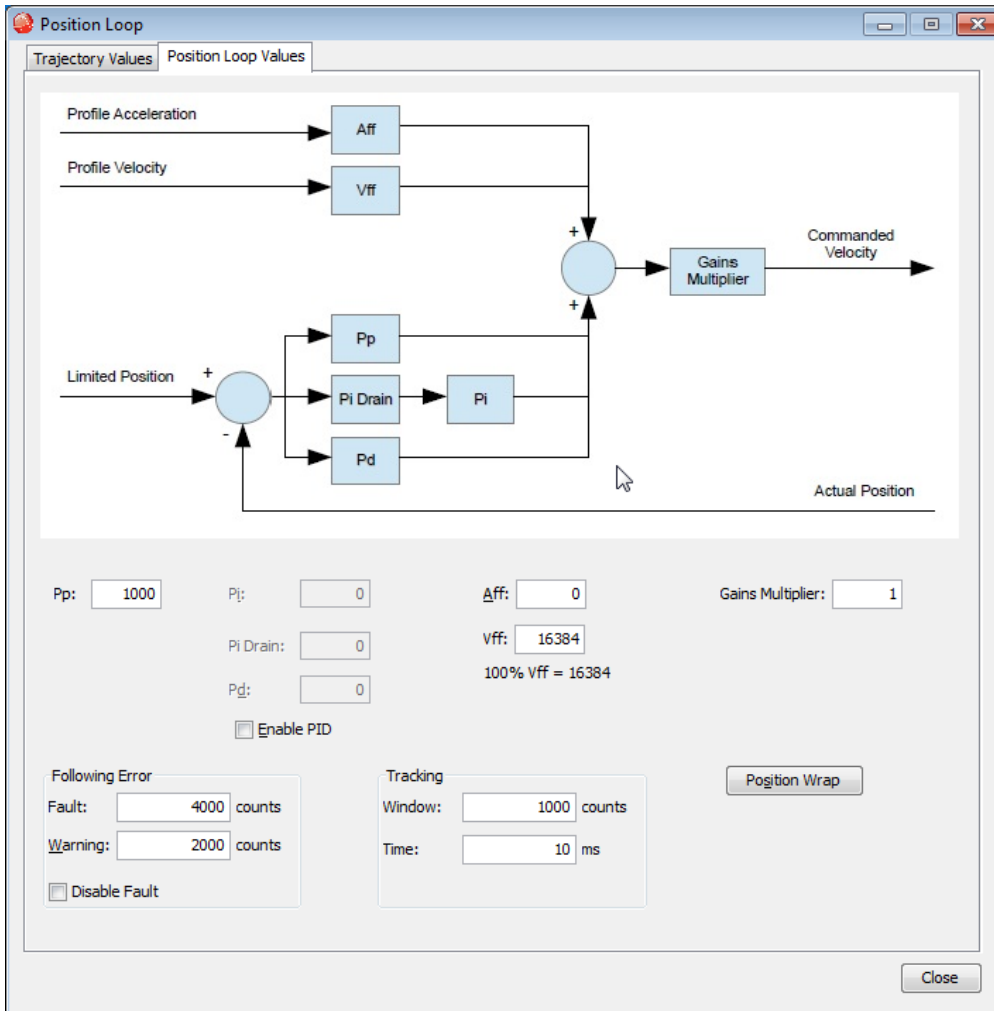 Position Loop
Trajectory Values
Position Loop Values
Profile Acceleration
Aff
Profile Velocity
Vff
+
Commanded
Velocity
Gains
Multiplier
+
Pp
Limited Position
+
Pi Drain
Pi
-
Pd
Actual Position
Pp: 1000
Pi: 0
Aff: 0
Gains Multiplier: 1
Pi Drain: 0
Vff: 16384
100% Vff = 16384
Pd: 0
Enable PID
Following Error
Fault: 4000 counts
Warning: 2000 counts
Disable Fault
Tracking
Window: 1000 counts
Time: 10 ms
Position Wrap
Close